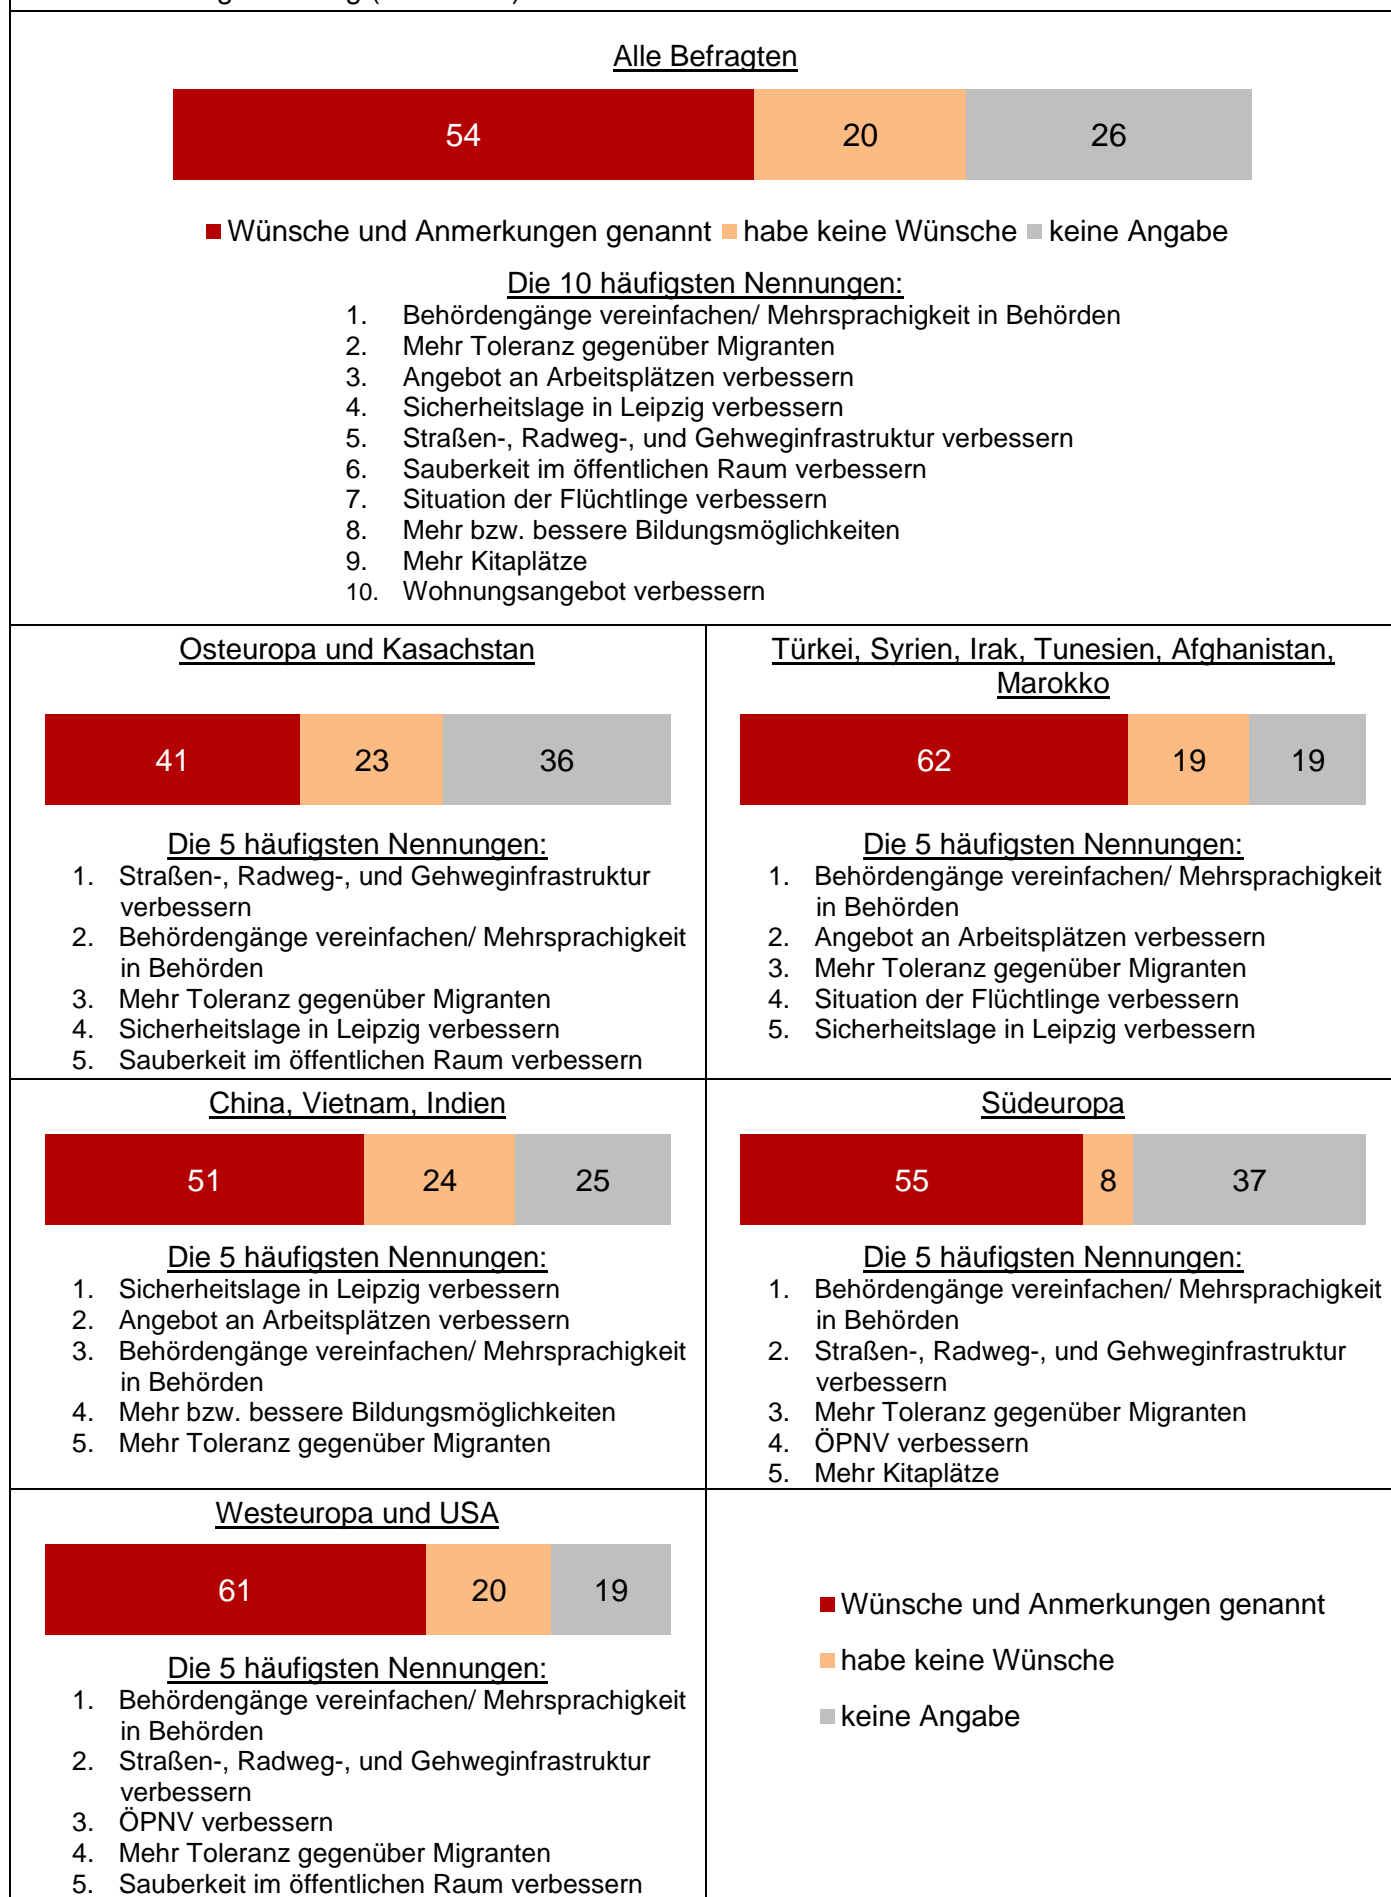 Alle Befragten
54 20 26
Wünsche und Anmerkungen genannt habe keine Wünsche keine Angabe
Die 10 häufigsten Nennungen:
1. Behördengänge vereinfachen/ Mehrsprachigkeit in Behörden
2. Mehr Toleranz gegenüber Migranten
3. Angebot an Arbeitsplätzen verbessern
4. Sicherheitslage in Leipzig verbessern
5. Straßen-, Radweg-, und Gehweginfrastruktur verbessern
6. Sauberkeit im öffentlichen Raum verbessern
7. Situation der Flüchtlinge verbessern
8. Mehr bzw. bessere Bildungsmöglichkeiten
9. Mehr Kitaplätze
10. Wohnungsangebot verbessern
Osteuropa und Kasachstan
41 23 36
Die 5 häufigsten Nennungen:
1. Straßen-, Radweg-, und Gehweginfrastruktur
verbessern
2. Behördengänge vereinfachen/ Mehrsprachigkeit
in Behörden
3. Mehr Toleranz gegenüber Migranten
4. Sicherheitslage in Leipzig verbessern
5. Sauberkeit im öffentlichen Raum verbessern
Türkei, Syrien, Irak, Tunesien, Afghanistan,
Marokko
62 19 19
Die 5 häufigsten Nennungen:
1. Behördengänge vereinfachen/ Mehrsprachigkeit
in Behörden
2. Angebot an Arbeitsplätzen verbessern
3. Mehr Toleranz gegenüber Migranten
4. Situation der Flüchtlinge verbessern
5. Sicherheitslage in Leipzig verbessern
China, Vietnam, Indien
51 24 25
Die 5 häufigsten Nennungen:
1. Sicherheitslage in Leipzig verbessern
2. Angebot an Arbeitsplätzen verbessern
3. Behördengänge vereinfachen/ Mehrsprachigkeit
in Behörden
4. Mehr bzw. bessere Bildungsmöglichkeiten
5. Mehr Toleranz gegenüber Migranten
Südeuropa
55 8 37
Die 5 häufigsten Nennungen:
1. Behördengänge vereinfachen/ Mehrsprachigkeit
in Behörden
2. Straßen-, Radweg-, und Gehweginfrastruktur
verbessern
3. Mehr Toleranz gegenüber Migranten
4. ÖPNV verbessern
5. Mehr Kitaplätze
Westeuropa und USA
61 20 19
Die 5 häufigsten Nennungen:
1. Behördengänge vereinfachen/ Mehrsprachigkeit
in Behörden
2. Straßen-, Radweg-, und Gehweginfrastruktur
verbessern
3. ÖPNV verbessern
4. Mehr Toleranz gegenüber Migranten
5. Sauberkeit im öffentlichen Raum verbessern
Wünsche und Anmerkungen genannt
habe keine Wünsche
keine Angabe